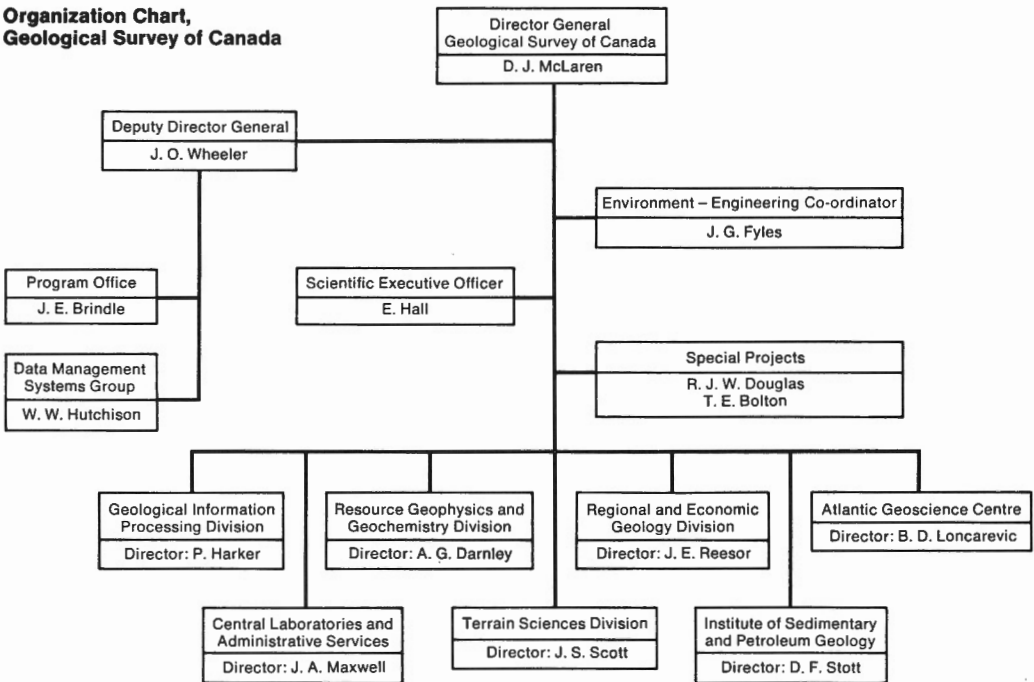 Organization Chart,
Geological Survey of Canada
Director General
Geological Survey of Canada
D. J. McLaren
Deputy Director General
J. O. Wheeler
Environment – Engineering Co-ordinator
J. G. Fyles
Program Office
J. E. Brindle
Scientific Executive Officer
E. Hall
Data Management
Systems Group
W. W. Hutchison
Special Projects
R. J. W. Douglas
T. E. Bolton
Geological Information
Processing Division
Director: P. Harker
Resource Geophysics and
Geochemistry Division
Director: A. G. Darnley
Regional and Economic
Geology Division
Director: J. E. Reesor
Atlantic Geoscience Centre
Director: B. D. Loncarevic
Central Laboratories and
Administrative Services
Director: J. A. Maxwell
Terrain Sciences Division
Director: J. S. Scott
Institute of Sedimentary
and Petroleum Geology
Director: D. F. Stott